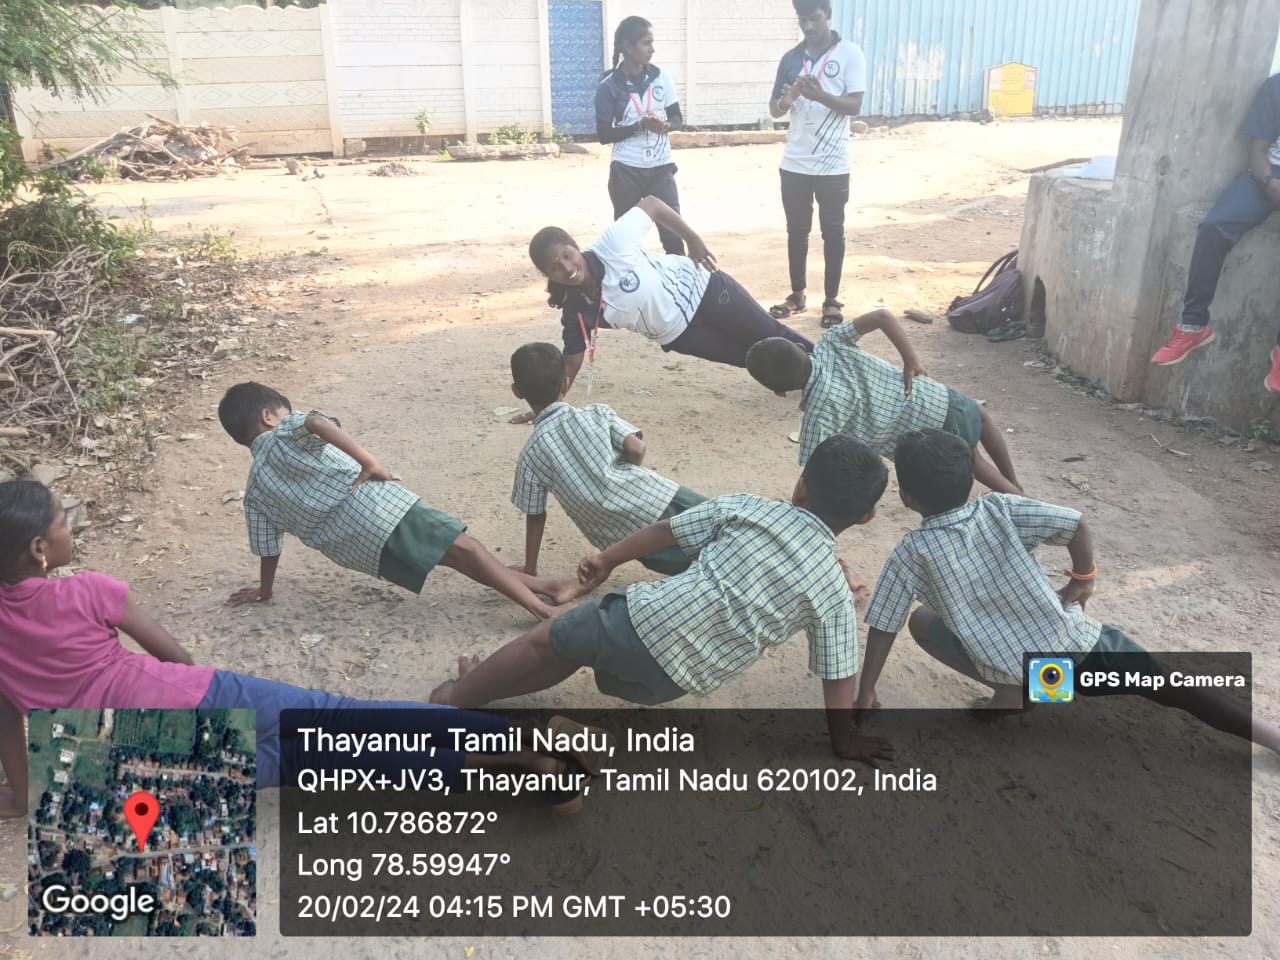 GPS Map Camera
Thayanur, Tamil Nadu, India
QHPX+JV3, Thayanur, Tamil Nadu 620102, India
Lat 10.786872°
Long 78.59947°
20/02/24 04:15 PM GMT +05:30
Google